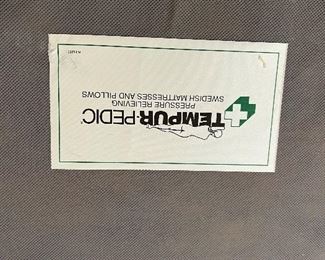 TEMPUR-PEDIC®
PRESSURE RELIEVING
SWEDISH MATTRESSES AND PILLOWS